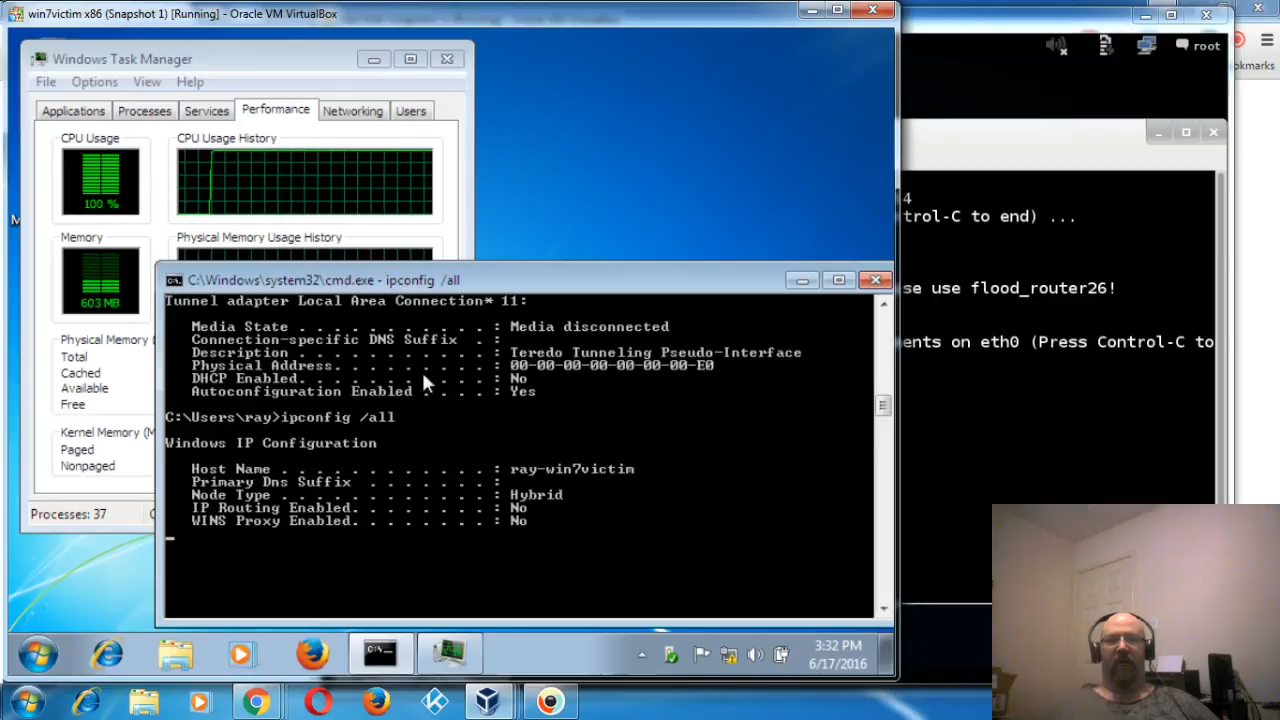 win7victim x86 (Snapshot 1) [Running] - Oracle VM VirtualBox
Windows Task Manager
File Options View Help
Applications Processes Services Performance Networking Users
CPU Usage CPU Usage History
100 %
Memory Physical Memory Usage History
603 MB
Physical Memory (
Total
Cached
Available
Free
Kernel Memory (M
Paged
Nonpaged
Processes: 37
C:\Windows\system32\cmd.exe - ipconfig /all
Tunnel adapter Local Area Connection* 11:
Media State . . . . . . . . . . . : Media disconnected
Connection-specific DNS Suffix . :
Description . . . . . . . . . . . : Teredo Tunneling Pseudo-Interface
Physical Address. . . . . . . . . : 00-00-00-00-00-00-00-E0
DHCP Enabled. . . . . . . . . . . : No
Autoconfiguration Enabled . . . . : Yes
C:\Users\ray>ipconfig /all
Windows IP Configuration
Host Name . . . . . . . . . . . . : ray-win7victim
Primary Dns Suffix . . . . . . . :
Node Type . . . . . . . . . . . . : Hybrid
IP Routing Enabled. . . . . . . . : No
WINS Proxy Enabled. . . . . . . . : No
3:32 PM
6/17/2016
root
okmarks
4
trol-C to end) ...
se use flood_router26!
ents on eth0 (Press Control-C to